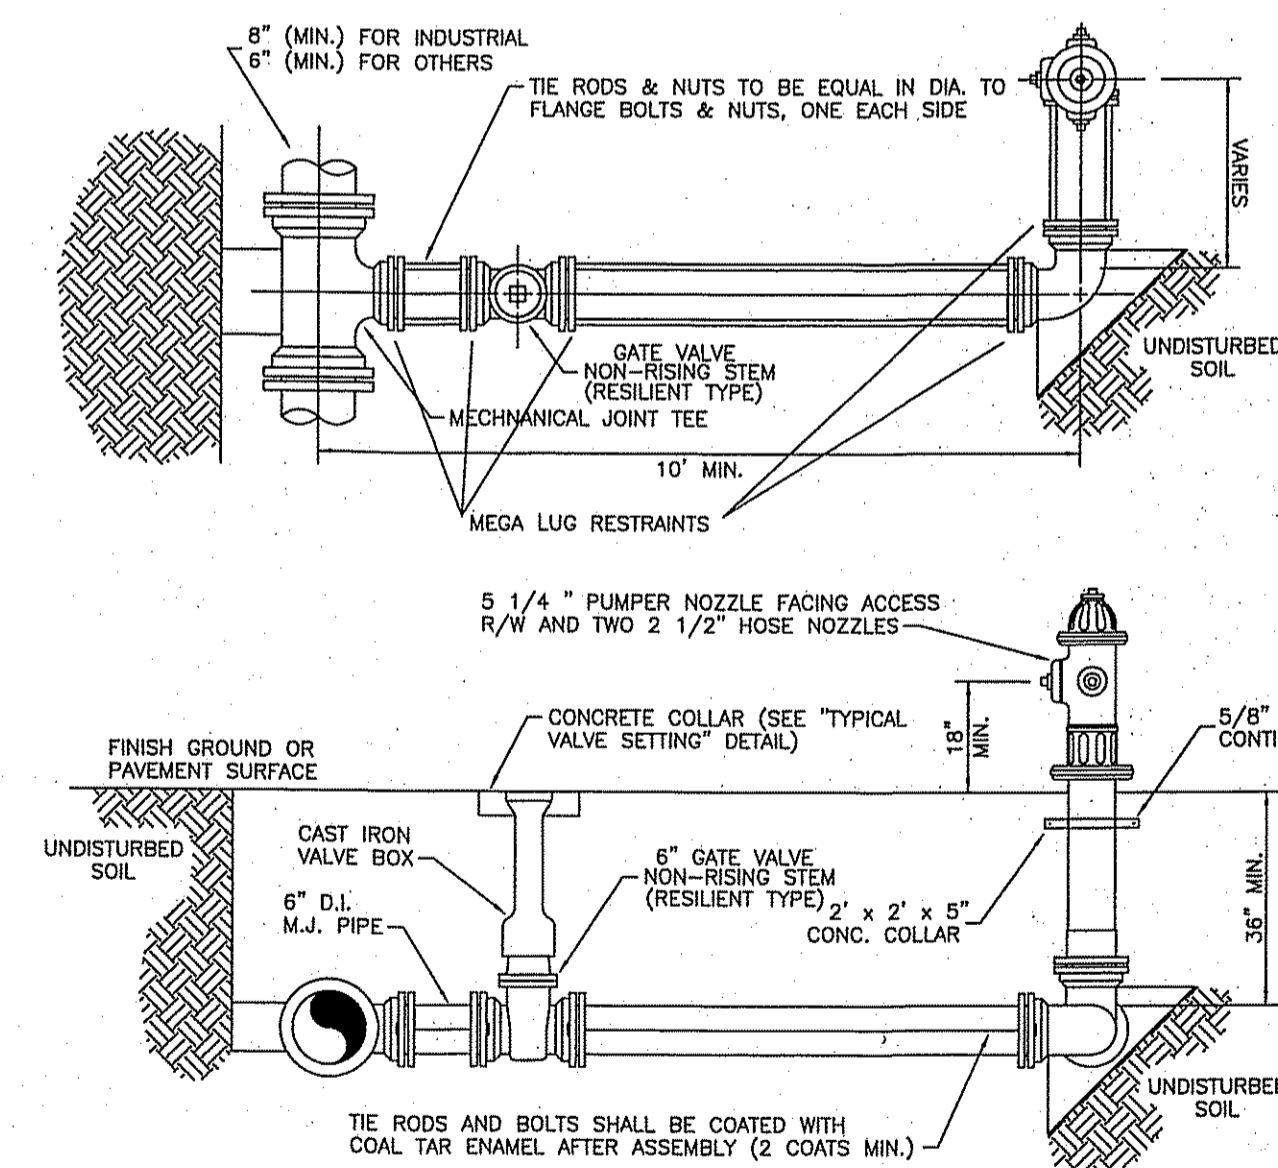 8" (MIN.) FOR INDUSTRIAL
6" (MIN.) FOR OTHERS
TIE RODS & NUTS TO BE EQUAL IN DIA. TO
FLANGE BOLTS & NUTS, ONE EACH SIDE
VARIES
UNDISTURBED
SOIL
GATE VALVE
NON-RISING STEM
(RESILIENT TYPE)
MECHNANICAL JOINT TEE
10' MIN.
MEGA LUG RESTRAINTS
5 1/4 " PUMPER NOZZLE FACING ACCESS
R/W AND TWO 2 1/2" HOSE NOZZLES
CONCRETE COLLAR (SEE "TYPICAL
VALVE SETTING" DETAIL)
18"
MIN.
5/8"
CONTI
FINISH GROUND OR
PAVEMENT SURFACE
UNDISTURBED
SOIL
CAST IRON
VALVE BOX
6" GATE VALVE
NON-RISING STEM
(RESILIENT TYPE)
2' x 2' x 5"
CONC. COLLAR
36" MIN.
6" D.I.
M.J. PIPE
UNDISTURBED
SOIL
TIE RODS AND BOLTS SHALL BE COATED WITH
COAL TAR ENAMEL AFTER ASSEMBLY (2 COATS MIN.)